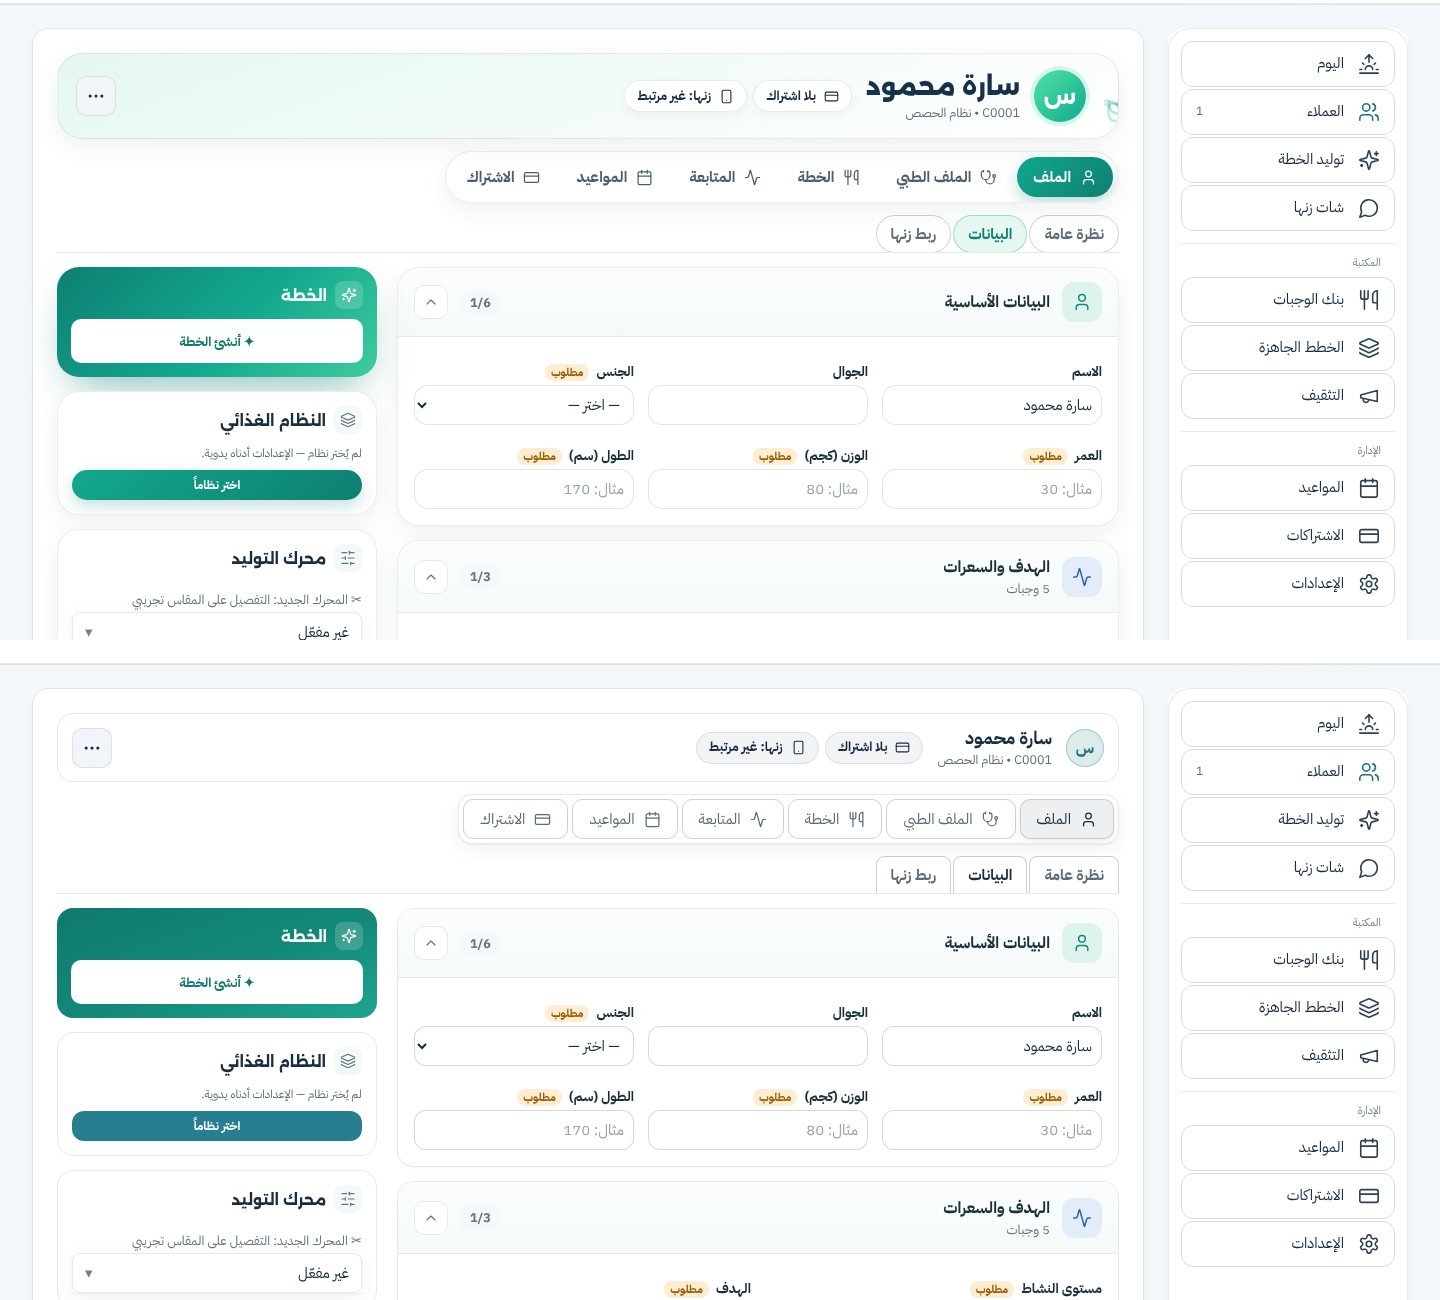 اليوم
العملاء 1
توليد الخطة
شات زنها
المكتبة
بنك الوجبات
الخطط الجاهزة
التثقيف
الإدارة
المواعيد
الاشتراكات
الإعدادات
س
سارة محمود
C0001 • نظام الحصص
بلا اشتراك
زنها: غير مرتبط
الملف الملف الطبي الخطة المتابعة المواعيد الاشتراك
نظرة عامة البيانات ربط زنها
البيانات الأساسية 1/6
الاسم الجوال الجنس مطلوب
سارة محمود — اختر —
العمر مطلوب الوزن (كجم) مطلوب الطول (سم) مطلوب
مثال: 30 مثال: 80 مثال: 170
الهدف والسعرات 1/3
5 وجبات
الخطة
✦ أنشئ الخطة
النظام الغذائي
لم يُختر نظام — الإعدادات أدناه يدوية.
اختر نظاماً
محرك التوليد
✂ المحرك الجديد: التفصيل على المقاس تجريبي
غير مفعّل
اليوم
العملاء 1
توليد الخطة
شات زنها
المكتبة
بنك الوجبات
الخطط الجاهزة
التثقيف
الإدارة
المواعيد
الاشتراكات
الإعدادات
س
سارة محمود
C0001 • نظام الحصص
بلا اشتراك
زنها: غير مرتبط
الملف الملف الطبي الخطة المتابعة المواعيد الاشتراك
نظرة عامة البيانات ربط زنها
البيانات الأساسية 1/6
الاسم الجوال الجنس مطلوب
سارة محمود — اختر —
العمر مطلوب الوزن (كجم) مطلوب الطول (سم) مطلوب
مثال: 30 مثال: 80 مثال: 170
الهدف والسعرات 1/3
5 وجبات
مستوى النشاط مطلوب الهدف مطلوب
الخطة
✦ أنشئ الخطة
النظام الغذائي
لم يُختر نظام — الإعدادات أدناه يدوية.
اختر نظاماً
محرك التوليد
✂ المحرك الجديد: التفصيل على المقاس تجريبي
غير مفعّل